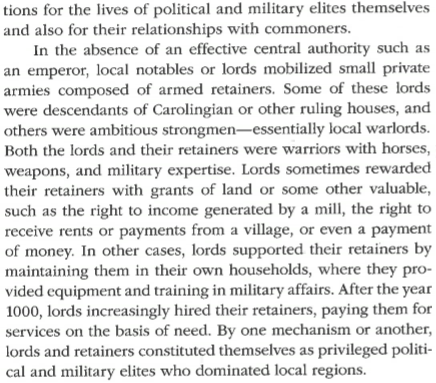 tions for the lives of political and military elites themselves
and also for their relationships with commoners.
In the absence of an effective central authority such as
an emperor, local notables or lords mobilized small private
armies composed of armed retainers. Some of these lords
were descendants of Carolingian or other ruling houses, and
others were ambitious strongmen—essentially local warlords.
Both the lords and their retainers were warriors with horses,
weapons, and military expertise. Lords sometimes rewarded
their retainers with grants of land or some other valuable,
such as the right to income generated by a mill, the right to
receive rents or payments from a village, or even a payment
of money. In other cases, lords supported their retainers by
maintaining them in their own households, where they pro-
vided equipment and training in military affairs. After the year
1000, lords increasingly hired their retainers, paying them for
services on the basis of need. By one mechanism or another,
lords and retainers constituted themselves as privileged politi-
cal and military elites who dominated local regions.